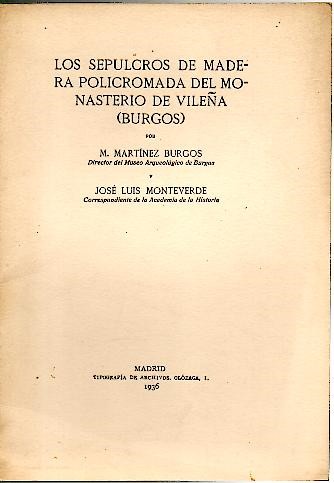 LOS SEPULCROS DE MADE-
RA POLICROMADA DEL MO-
NASTERIO DE VILEÑA
(BURGOS)
POR
M. MARTÍNEZ BURGOS
Director del Museo Arqueológico de Burgos
Y
JOSÉ LUIS MONTEVERDE
Correspondiente de la Academia de la Historia
MADRID
TIPOGRAFÍA DE ARCHIVOS. OLÓZAGA, I.
1936